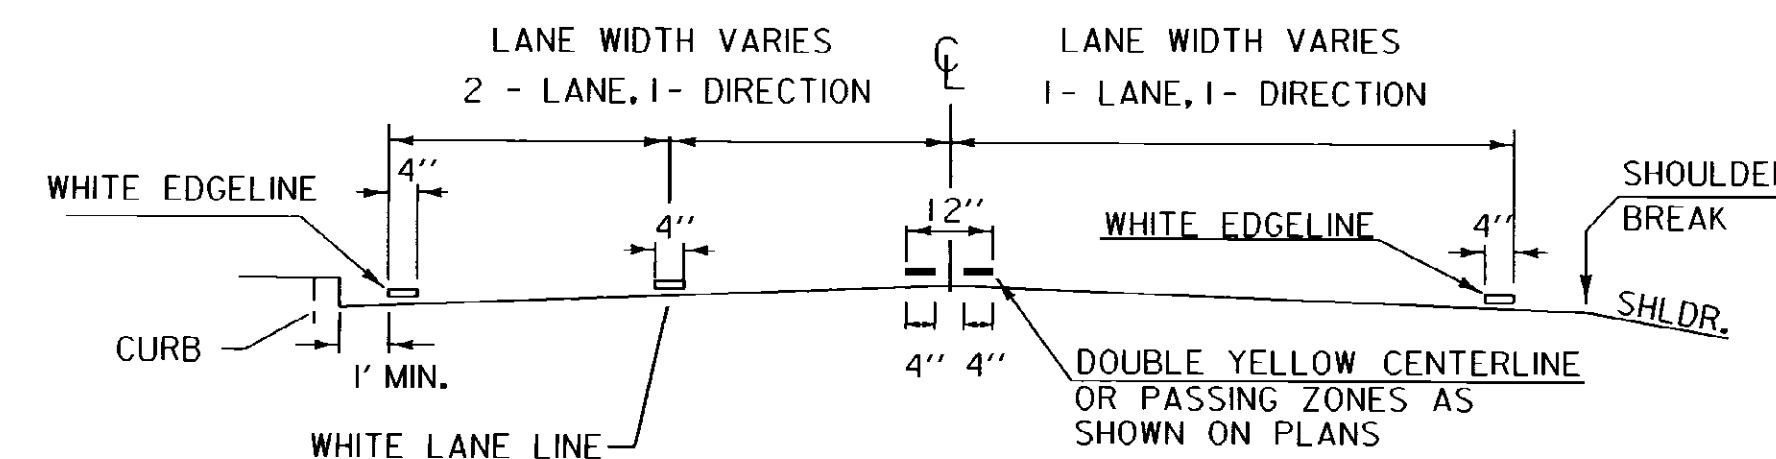 LANE WIDTH VARIES
2 - LANE, 1- DIRECTION
CL
LANE WIDTH VARIES
1- LANE, 1- DIRECTION
WHITE EDGELINE
4''
4''
12''
WHITE EDGELINE
4''
SHOULDER
BREAK
CURB
1' MIN.
WHITE LANE LINE
4'' 4''
DOUBLE YELLOW CENTERLINE
OR PASSING ZONES AS
SHOWN ON PLANS
SHLDR.